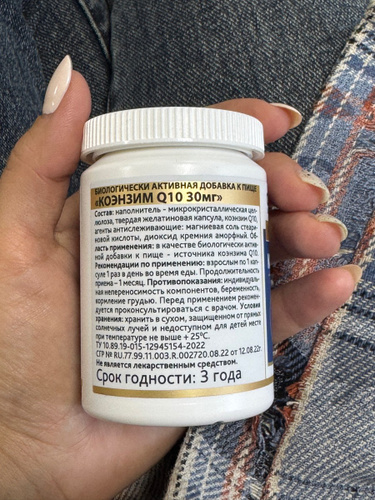 БИОЛОГИЧЕСКИ АКТИВНАЯ ДОБАВКА К ПИЩЕ
«КОЭНЗИМ Q10 30мг»
Состав: наполнитель - микрокристаллическая цел-
люлоза, твердая желатиновая капсула, коэнзим Q10,
агенты антислеживающие: магниевая соль стеари-
новой кислоты, диоксид кремния аморфный. Об-
ласть применения: в качестве биологически актив-
ной добавки к пище - источника коэнзима Q10.
Рекомендации по применению: взрослым по 1 кап-
суле 1 раз в день во время еды. Продолжительность
приема – 1 месяц. Противопоказания: индивидуаль-
ная непереносимость компонентов, беременность,
кормление грудью. Перед применением рекомен-
дуется проконсультироваться с врачом. Условия
хранения: хранить в сухом, защищенном от прямых
солнечных лучей и недоступном для детей месте
при температуре не выше + 25°С.
ТУ 10.89.19-015-12945154-2022
СГР № RU.77.99.11.003.R.002720.08.22 от 12.08.22г.
Не является лекарственным средством.
Срок годности: 3 года